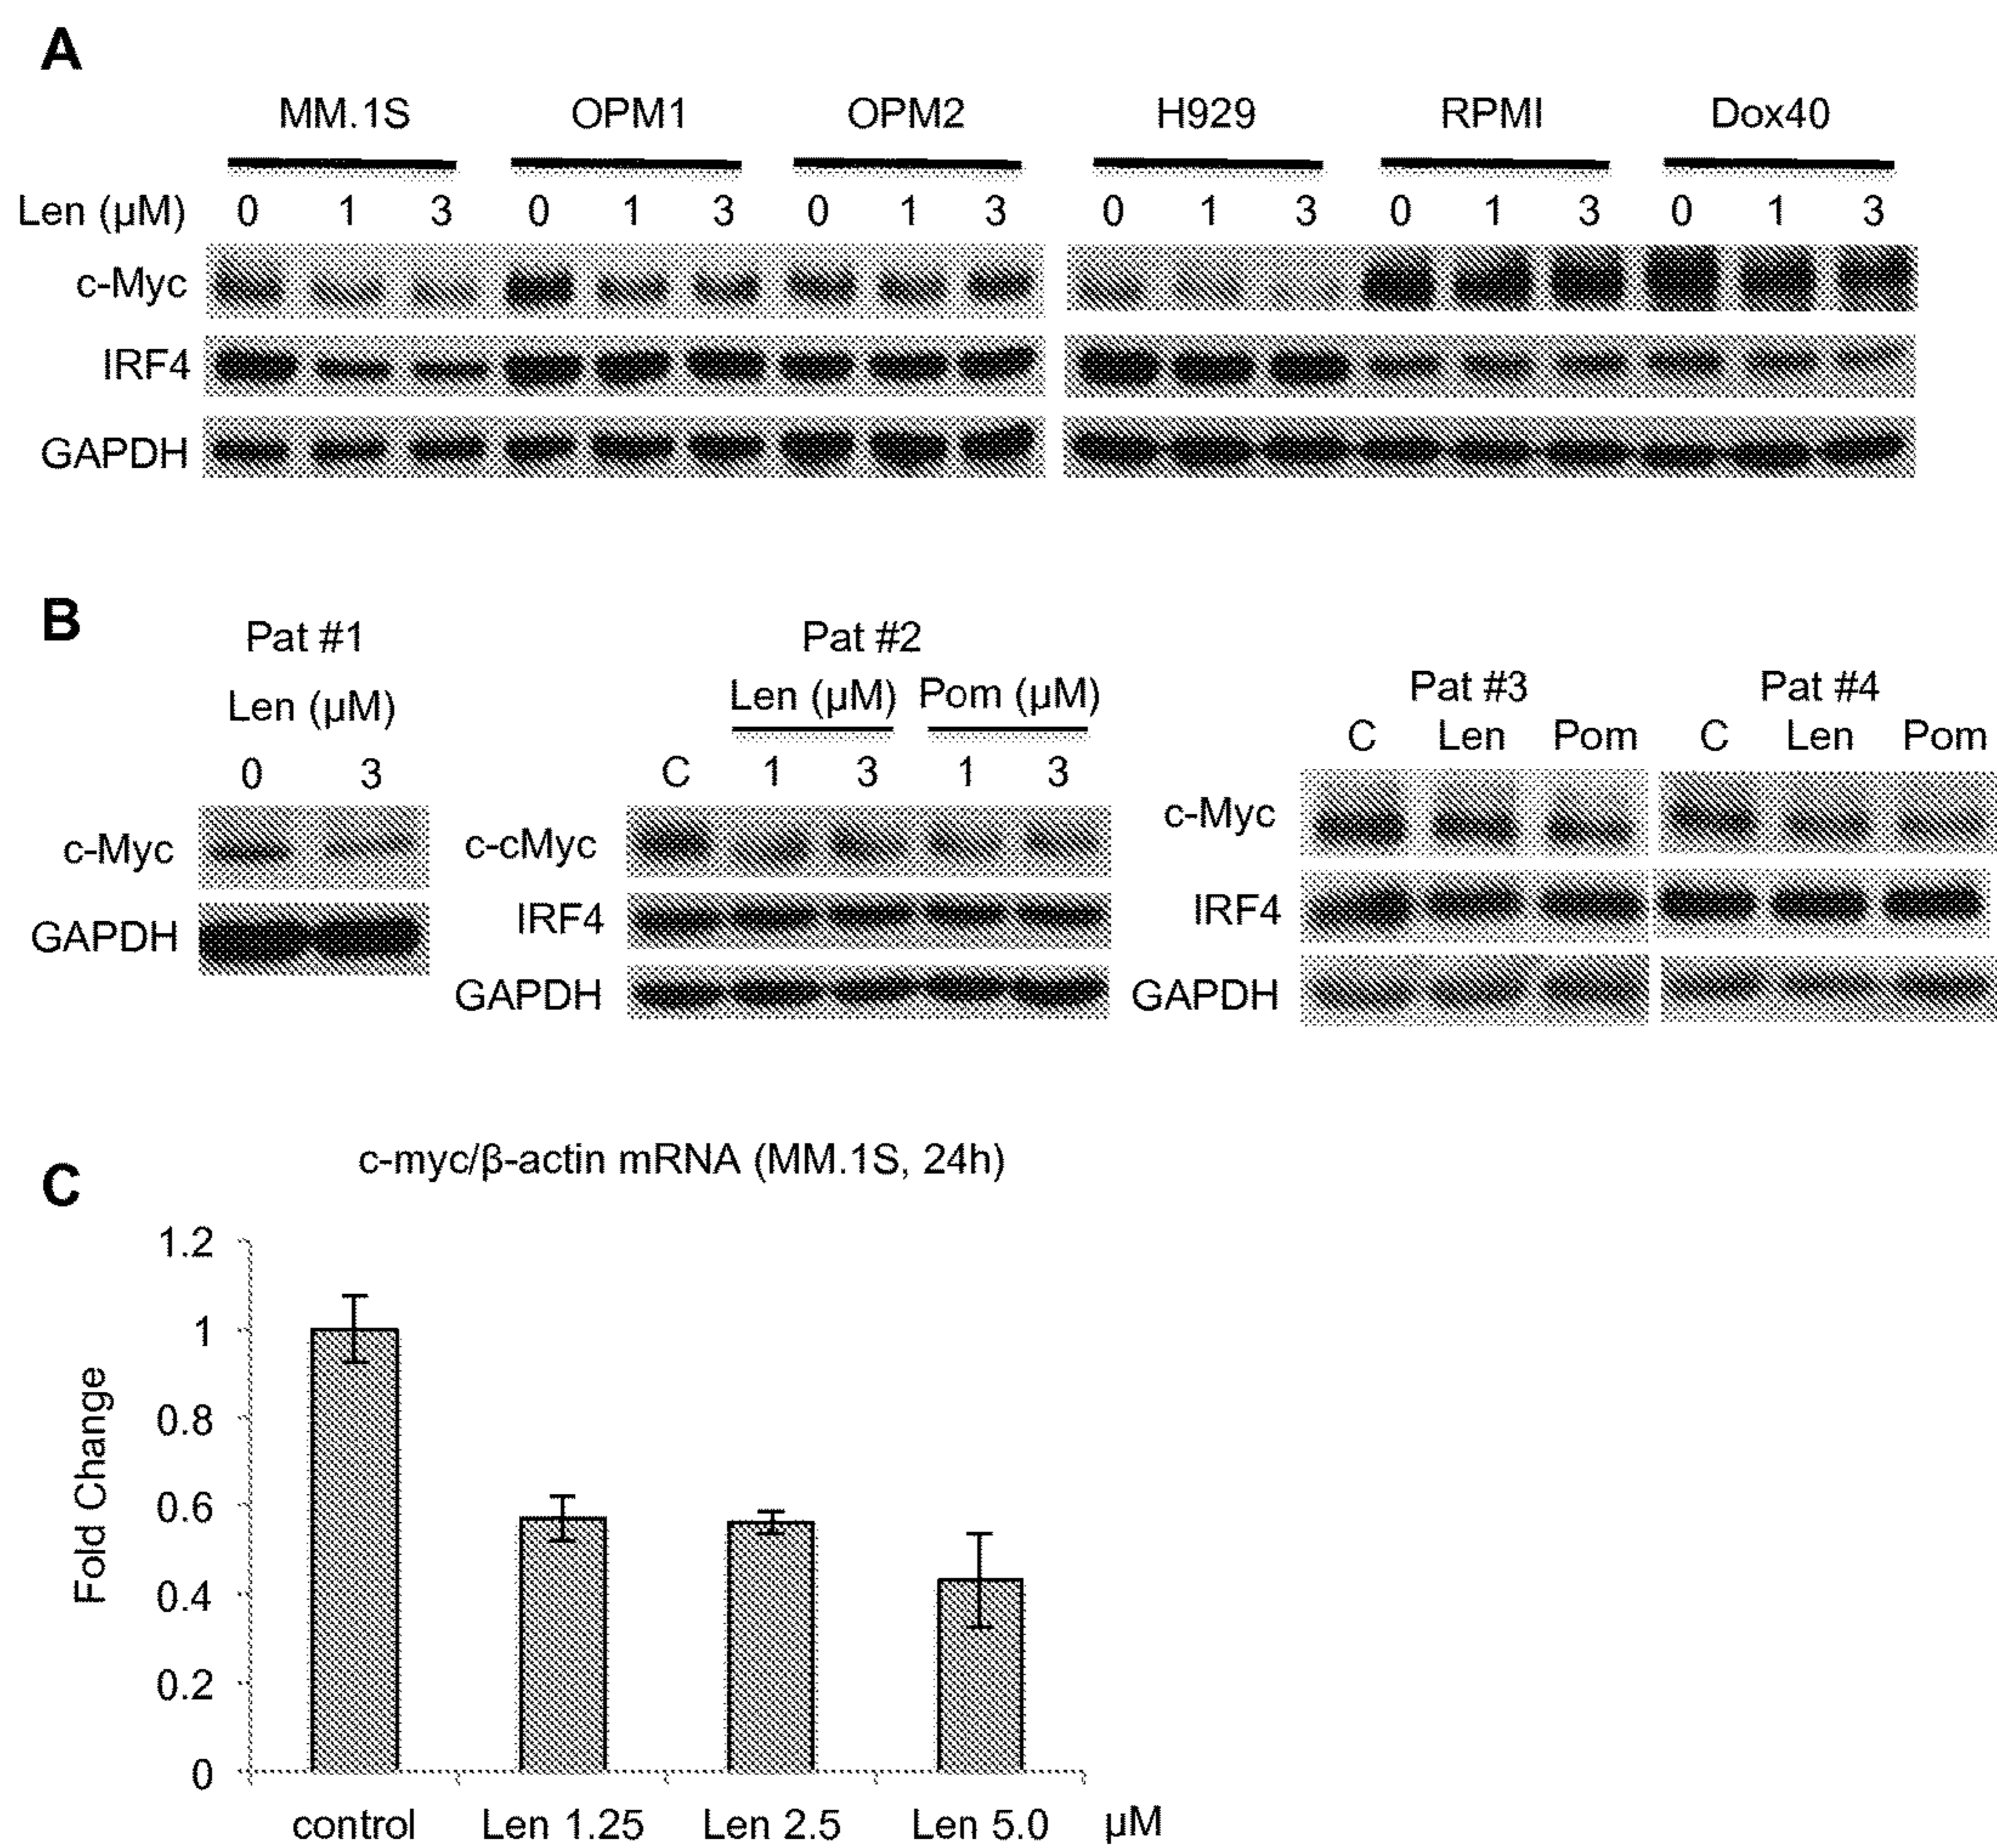 A
MM.1S OPM1 OPM2 H929 RPMI Dox40
Len (µM) 0 1 3 0 1 3 0 1 3 0 1 3 0 1 3 0 1 3
c-Myc
IRF4
GAPDH
B
Pat #1
Len (µM)
0 3
c-Myc
GAPDH
Pat #2
Len (µM) Pom (µM)
C 1 3 1 3
c-cMyc
IRF4
GAPDH
Pat #3 Pat #4
C Len Pom C Len Pom
c-Myc
IRF4
GAPDH
C
c-myc/β-actin mRNA (MM.1S, 24h)
Fold Change
1.2
1
0.8
0.6
0.4
0.2
0
control Len 1.25 Len 2.5 Len 5.0 µM